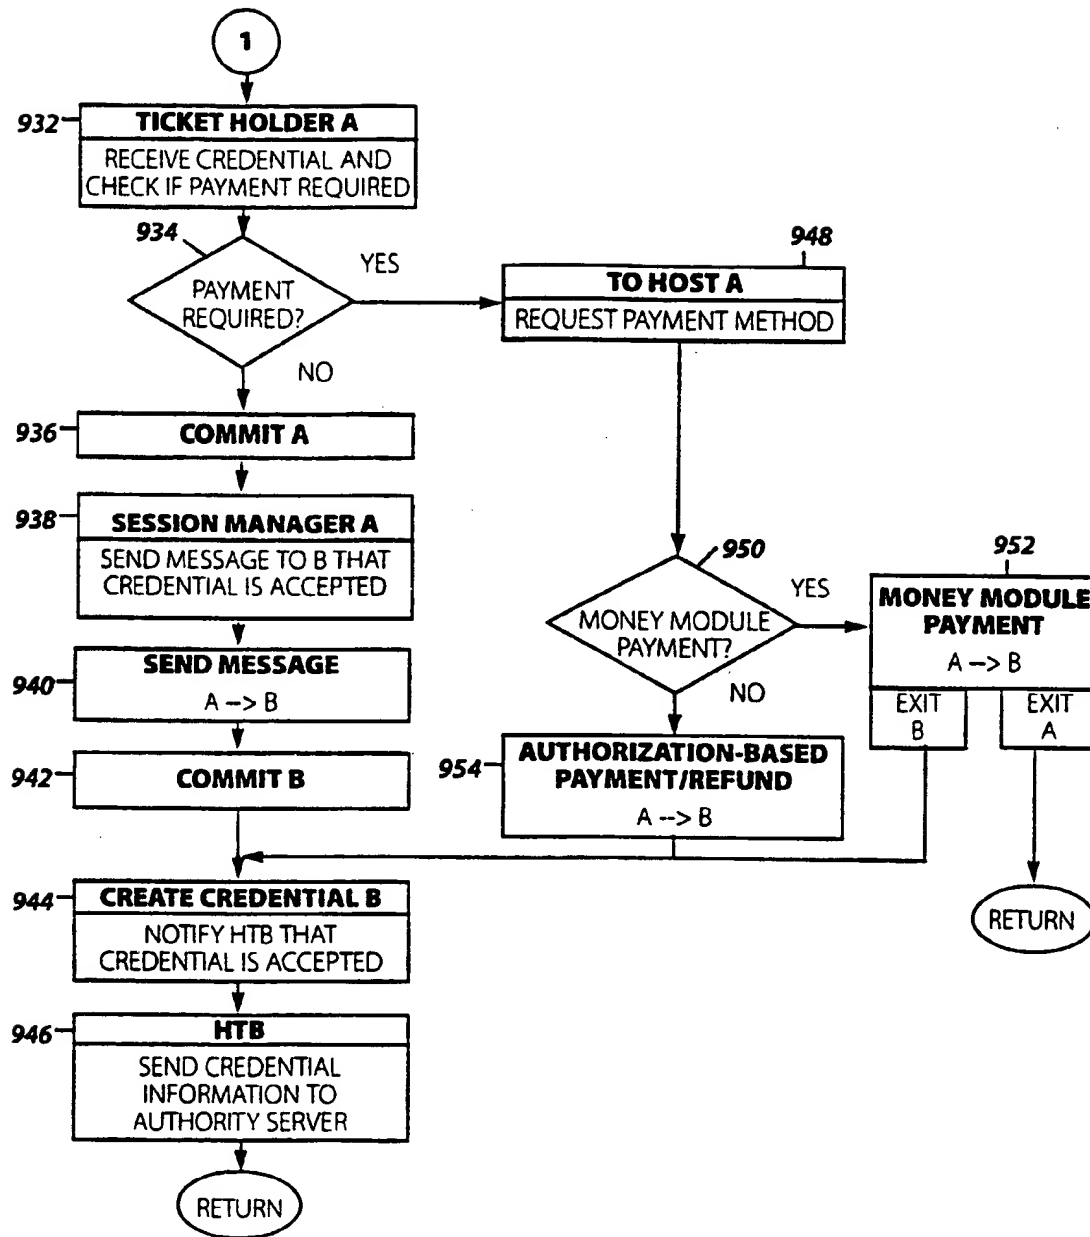 1
932
TICKET HOLDER A
RECEIVE CREDENTIAL AND
CHECK IF PAYMENT REQUIRED
934
PAYMENT
REQUIRED?
YES
NO
948
TO HOST A
REQUEST PAYMENT METHOD
936
COMMIT A
938
SESSION MANAGER A
SEND MESSAGE TO B THAT
CREDENTIAL IS ACCEPTED
940
SEND MESSAGE
A --> B
942
COMMIT B
950
MONEY MODULE
PAYMENT?
YES
NO
952
MONEY MODULE
PAYMENT
A --> B
EXIT
B
EXIT
A
954
AUTHORIZATION-BASED
PAYMENT/REFUND
A --> B
RETURN
944
CREATE CREDENTIAL B
NOTIFY HTB THAT
CREDENTIAL IS ACCEPTED
946
HTB
SEND CREDENTIAL
INFORMATION TO
AUTHORITY SERVER
RETURN